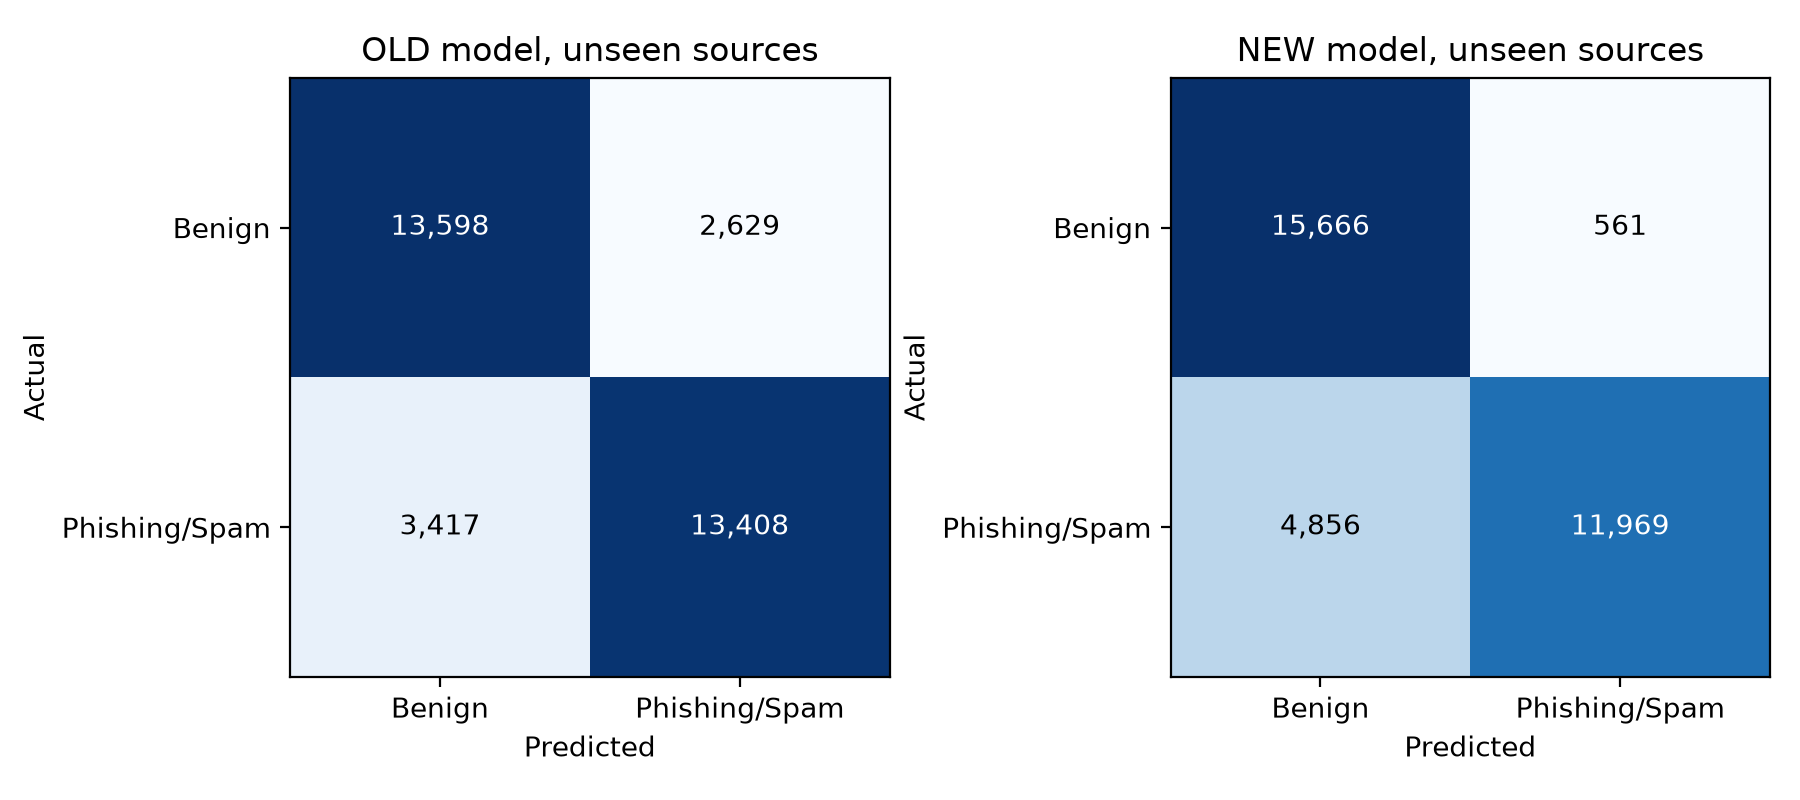 OLD model, unseen sources
Benign
13,598
2,629
Actual
Phishing/Spam
3,417
13,408
Benign
Phishing/Spam
Predicted
NEW model, unseen sources
Benign
15,666
561
Actual
Phishing/Spam
4,856
11,969
Benign
Phishing/Spam
Predicted